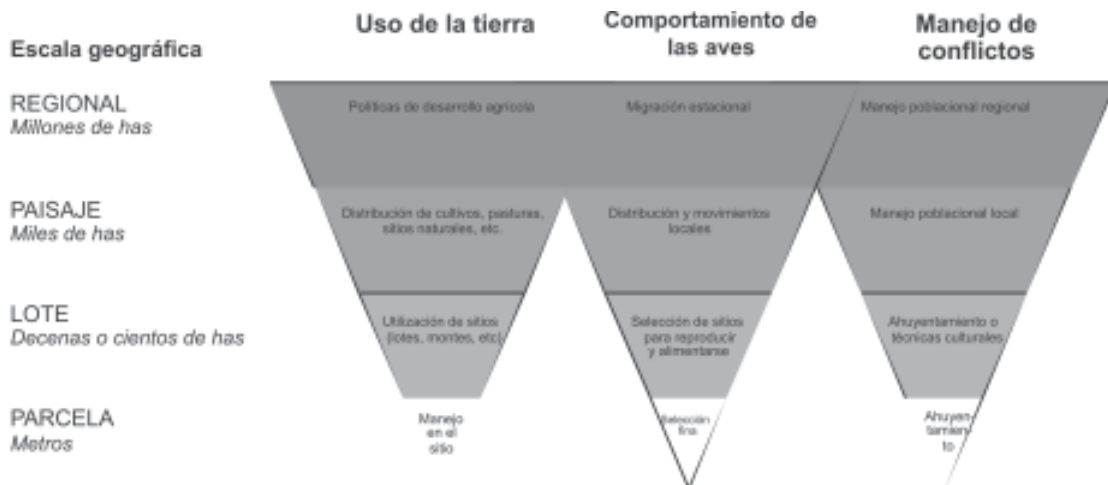 Uso de la tierra
Comportamiento de
las aves
Manejo de
conflictos
Escala geográfica
REGIONAL
Millones de has
Políticas de desarrollo agrícola
Migración estacional
Manejo poblacional regional
PAISAJE
Miles de has
Distribución de cultivos, pasturas,
sitios naturales, etc.
Distribución y movimientos
locales
Manejo poblacional local
LOTE
Decenas o cientos de has
Utilización de sitios
(lotes, montes, etc)
Selección de sitios
para reproducir
y alimentarse
Ahuyentamiento o
técnicas culturales
PARCELA
Metros
Manejo
en el
sitio
Selección
fina
Ahuyen-
tamien-
to